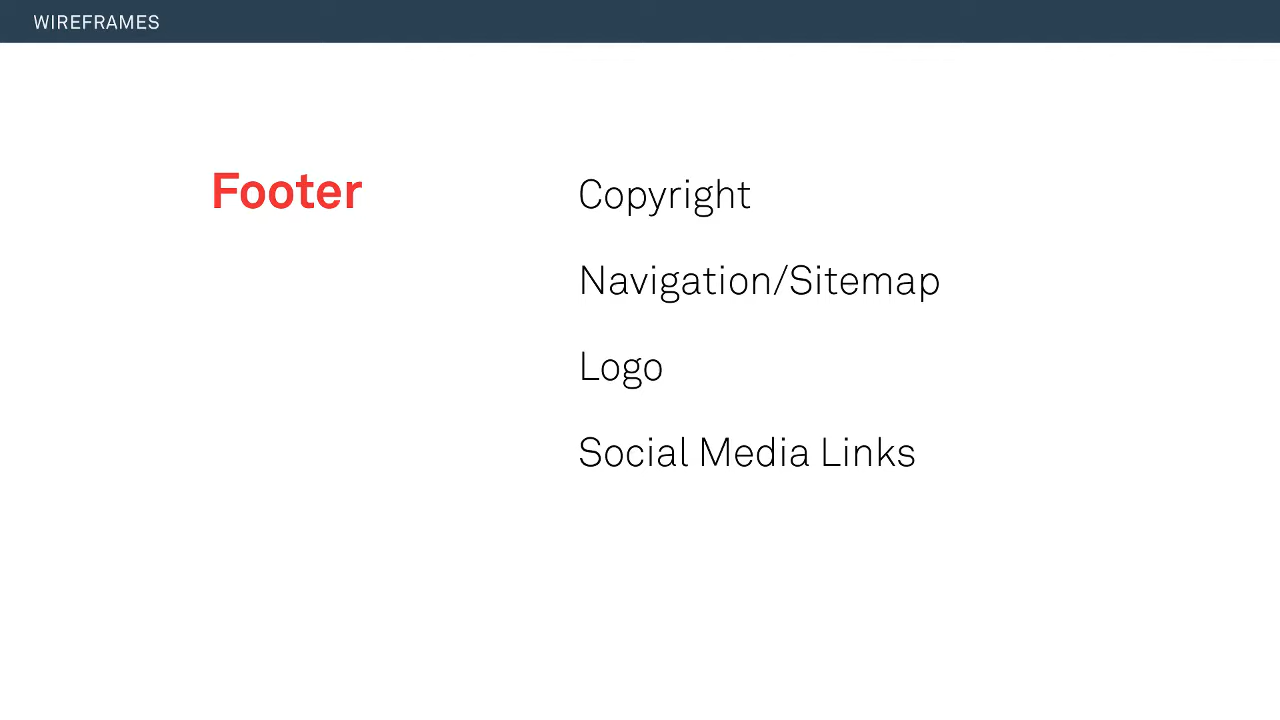 WIREFRAMES
Footer
Copyright
Navigation/Sitemap
Logo
Social Media Links